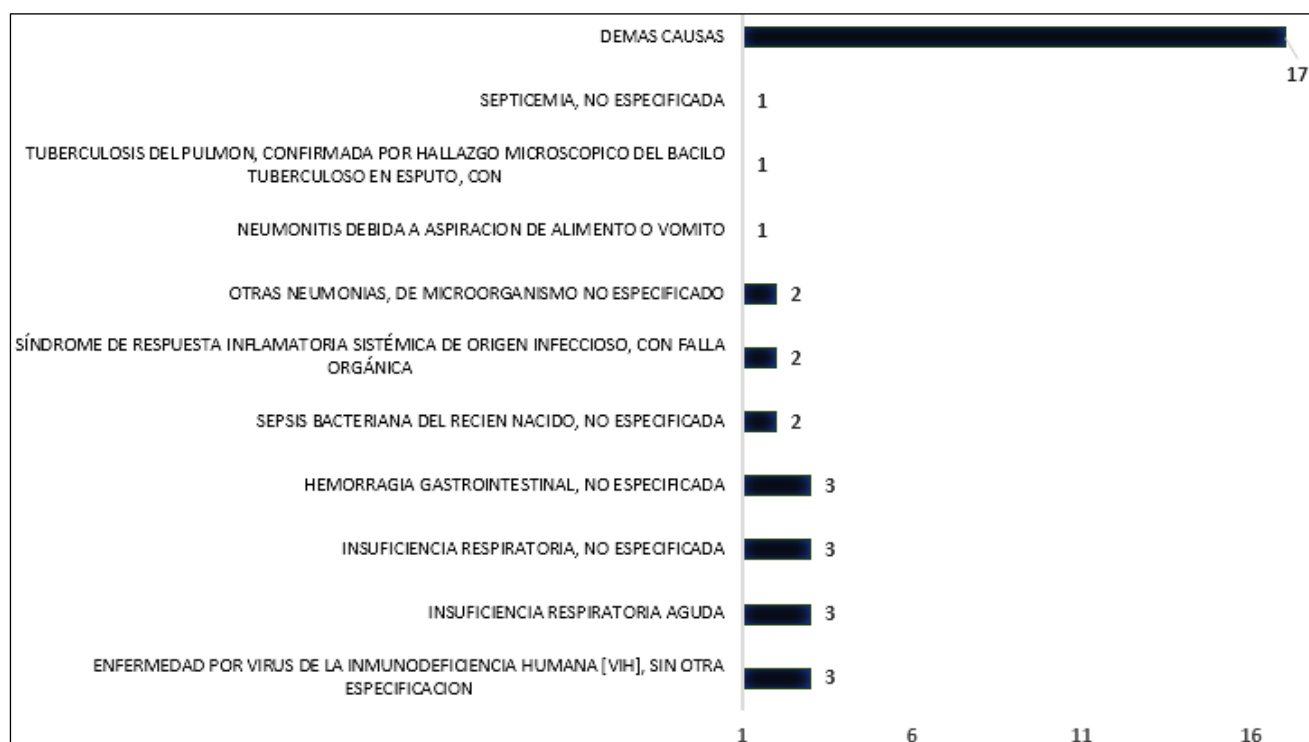 DEMAS CAUSAS
17
SEPTICEMIA, NO ESPECIFICADA
1
TUBERCULOSIS DEL PULMON, CONFIRMADA POR HALLAZGO MICROSCOPICO DEL BACILO
TUBERCULOSO EN ESPUTO, CON
1
NEUMONITIS DEBIDA A ASPIRACION DE ALIMENTO O VOMITO
1
OTRAS NEUMONIAS, DE MICROORGANISMO NO ESPECIFICADO
2
SÍNDROME DE RESPUESTA INFLAMATORIA SISTÉMICA DE ORIGEN INFECCIOSO, CON FALLA
ORGÁNICA
2
SEPSIS BACTERIANA DEL RECIEN NACIDO, NO ESPECIFICADA
2
HEMORRAGIA GASTROINTESTINAL, NO ESPECIFICADA
3
INSUFICIENCIA RESPIRATORIA, NO ESPECIFICADA
3
INSUFICIENCIA RESPIRATORIA AGUDA
3
ENFERMEDAD POR VIRUS DE LA INMUNODEFICIENCIA HUMANA [VIH], SIN OTRA
ESPECIFICACION
3
1 6 11 16